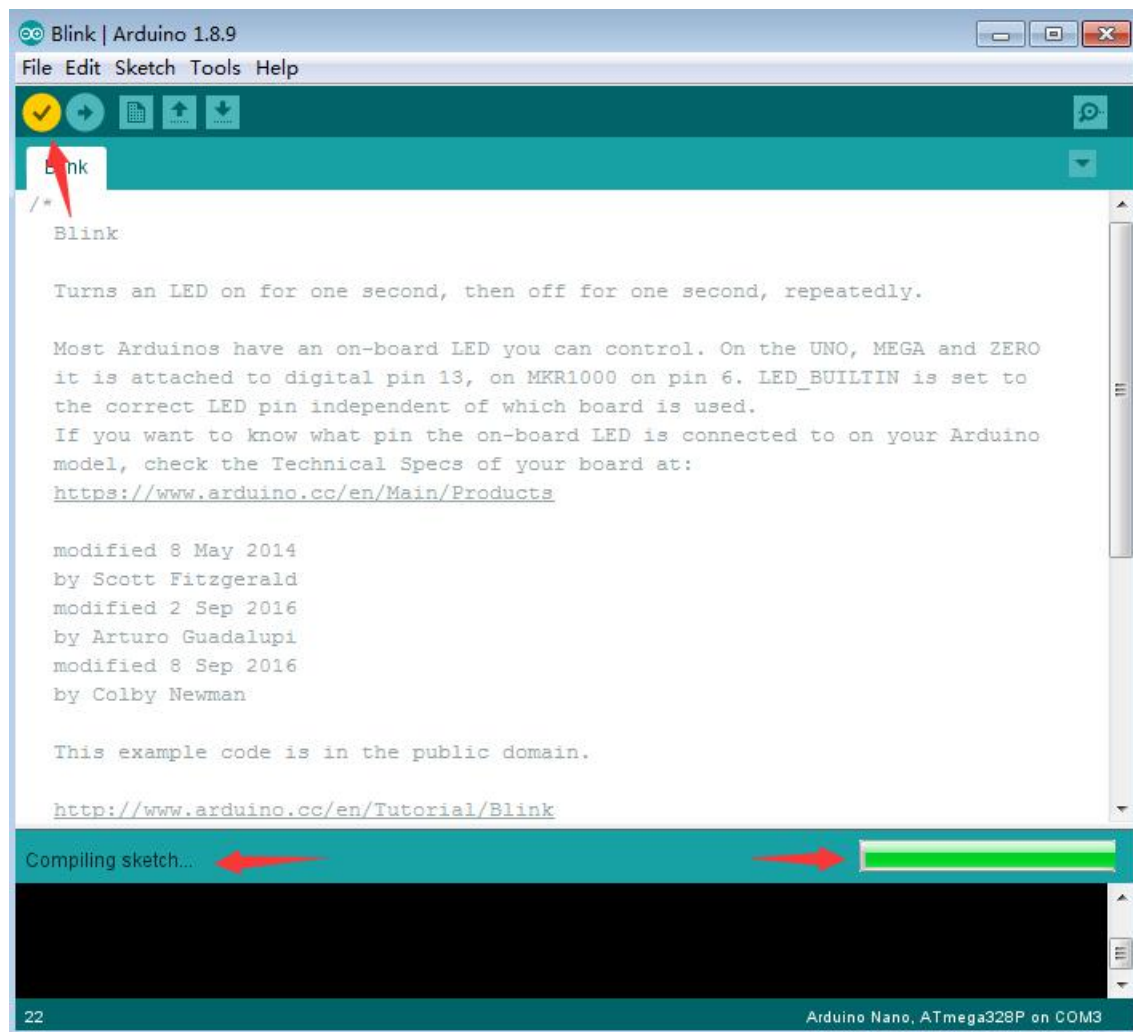 Blink | Arduino 1.8.9
File Edit Sketch Tools Help
Blink
/*
Blink
Turns an LED on for one second, then off for one second, repeatedly.
Most Arduinos have an on-board LED you can control. On the UNO, MEGA and ZERO
it is attached to digital pin 13, on MKR1000 on pin 6. LED_BUILTIN is set to
the correct LED pin independent of which board is used.
If you want to know what pin the on-board LED is connected to on your Arduino
model, check the Technical Specs of your board at:
https://www.arduino.cc/en/Main/Products
modified 8 May 2014
by Scott Fitzgerald
modified 2 Sep 2016
by Arturo Guadalupi
modified 8 Sep 2016
by Colby Newman
This example code is in the public domain.
http://www.arduino.cc/en/Tutorial/Blink
Compiling sketch...
22 Arduino Nano, ATmega328P on COM3